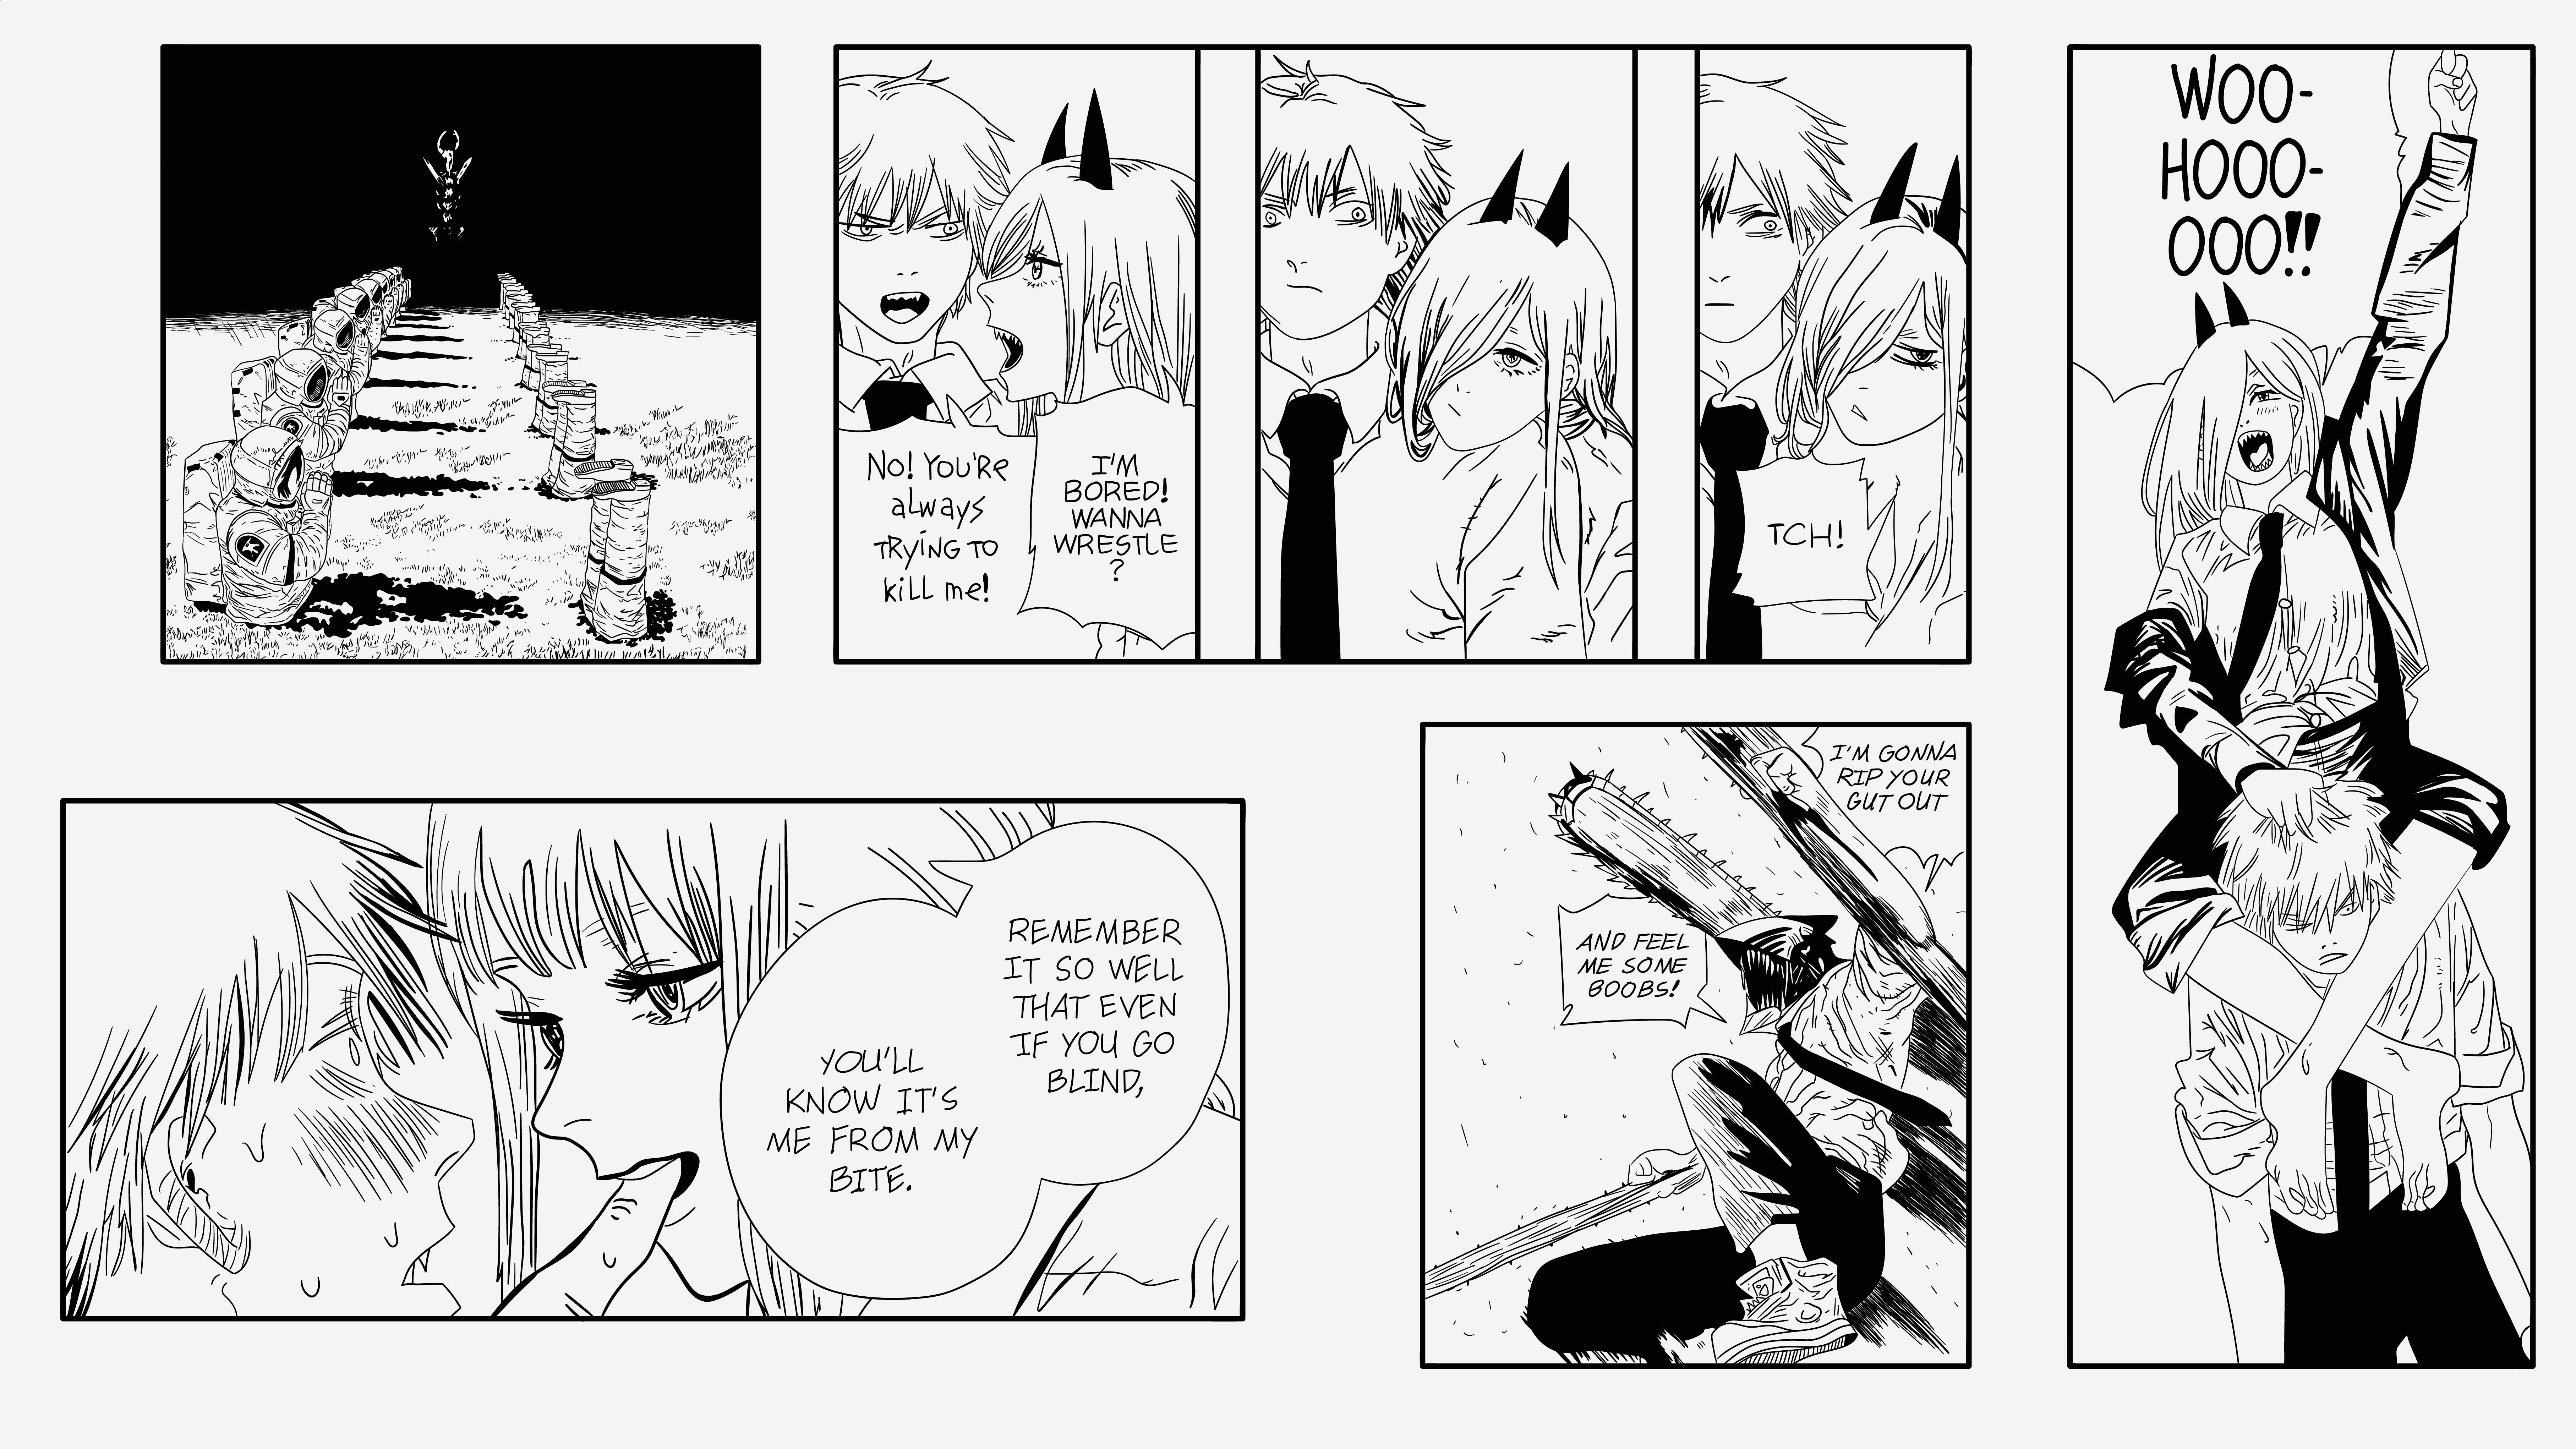 No! YOU'RE
always
TRYING TO
kiLL me!
I'M
BORED!
WANNA
WRESTLE
?
TCH!
WOO-
HOOO-
OOO!!
REMEMBER
IT SO WELL
THAT EVEN
IF YOU GO
BLIND,
YOU'LL
KNOW IT'S
ME FROM MY
BITE.
I'M GONNA
RIP YOUR
GUT OUT
AND FEEL
ME SOME
BOOBS!